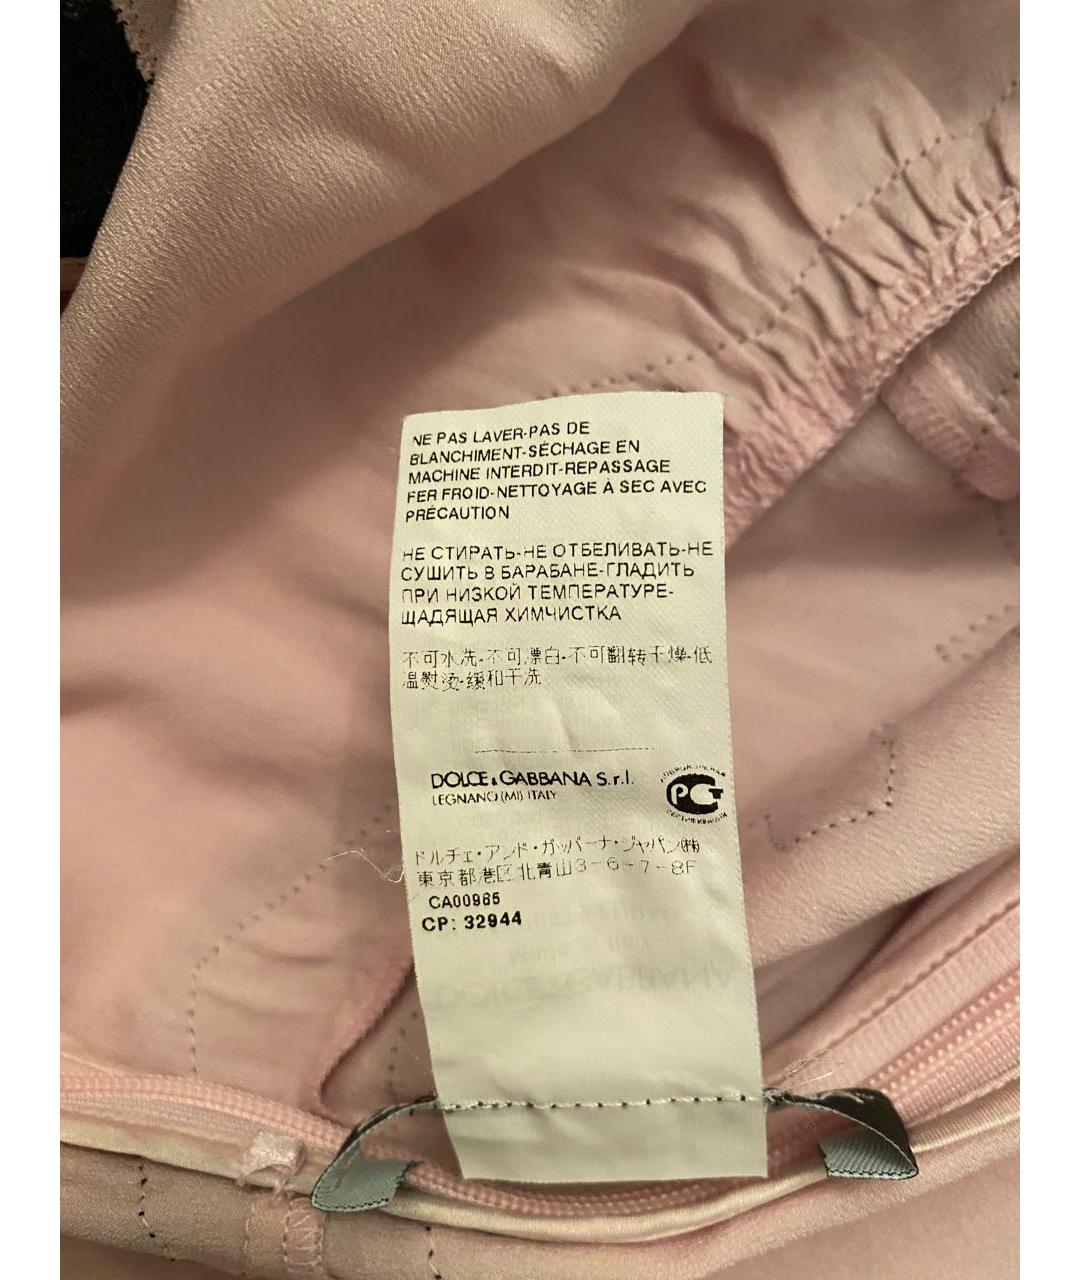 NE PAS LAVER-PAS DE
BLANCHIMENT-SÉCHAGE EN
MACHINE INTERDIT-REPASSAGE
FER FROID-NETTOYAGE À SEC AVEC
PRÉCAUTION
НЕ СТИРАТЬ-НЕ ОТБЕЛИВАТЬ-НЕ
СУШИТЬ В БАРАБАНЕ-ГЛАДИТЬ
ПРИ НИЗКОЙ ТЕМПЕРАТУРЕ-
ЩАДЯЩАЯ ХИМЧИСТКА
不可水洗-不可漂白-不可翻转干燥-低
温熨烫-缓和干洗
DOLCE&GABBANA S.r.l.
LEGNANO (MI) ITALY
РСТ
ドルチェ・アンド・ガッバーナ・ジャパン㈱
東京都港区北青山3-6-7-8F
CA00965
CP: 32944